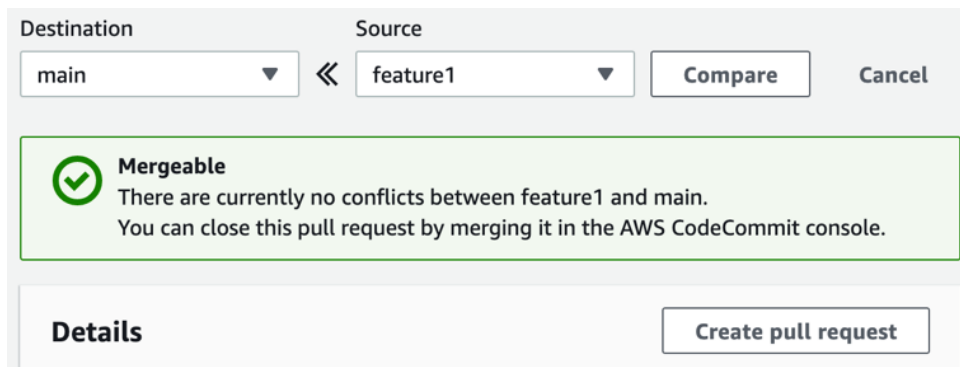 Destination Source
main feature1 Compare Cancel
Mergeable
There are currently no conflicts between feature1 and main.
You can close this pull request by merging it in the AWS CodeCommit console.
Details Create pull request